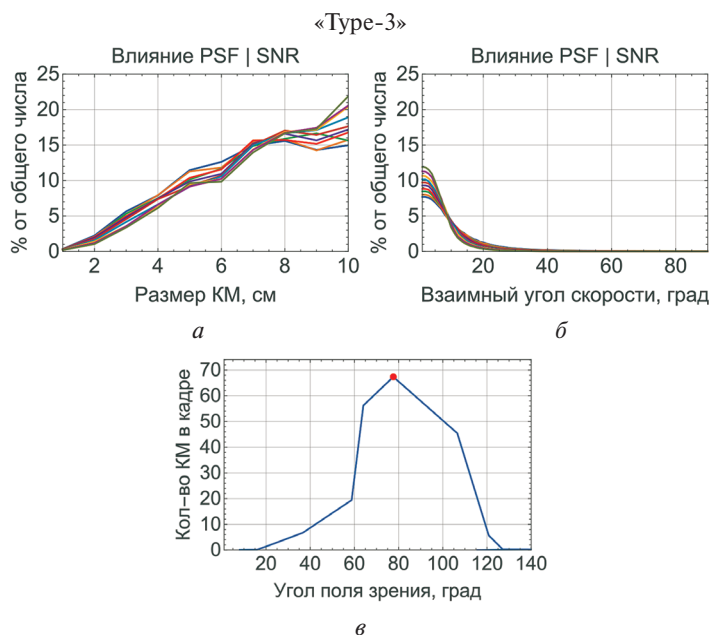 «Type-3»
Влияние PSF | SNR
% от общего числа
25
20
15
10
5
0
2 4 6 8 10
Размер КМ, см
а
Влияние PSF | SNR
% от общего числа
25
20
15
10
5
0
20 40 60 80
Взаимный угол скорости, град
б
Кол-во КМ в кадре
70
60
50
40
30
20
10
0
20 40 60 80 100 120 140
Угол поля зрения, град
в